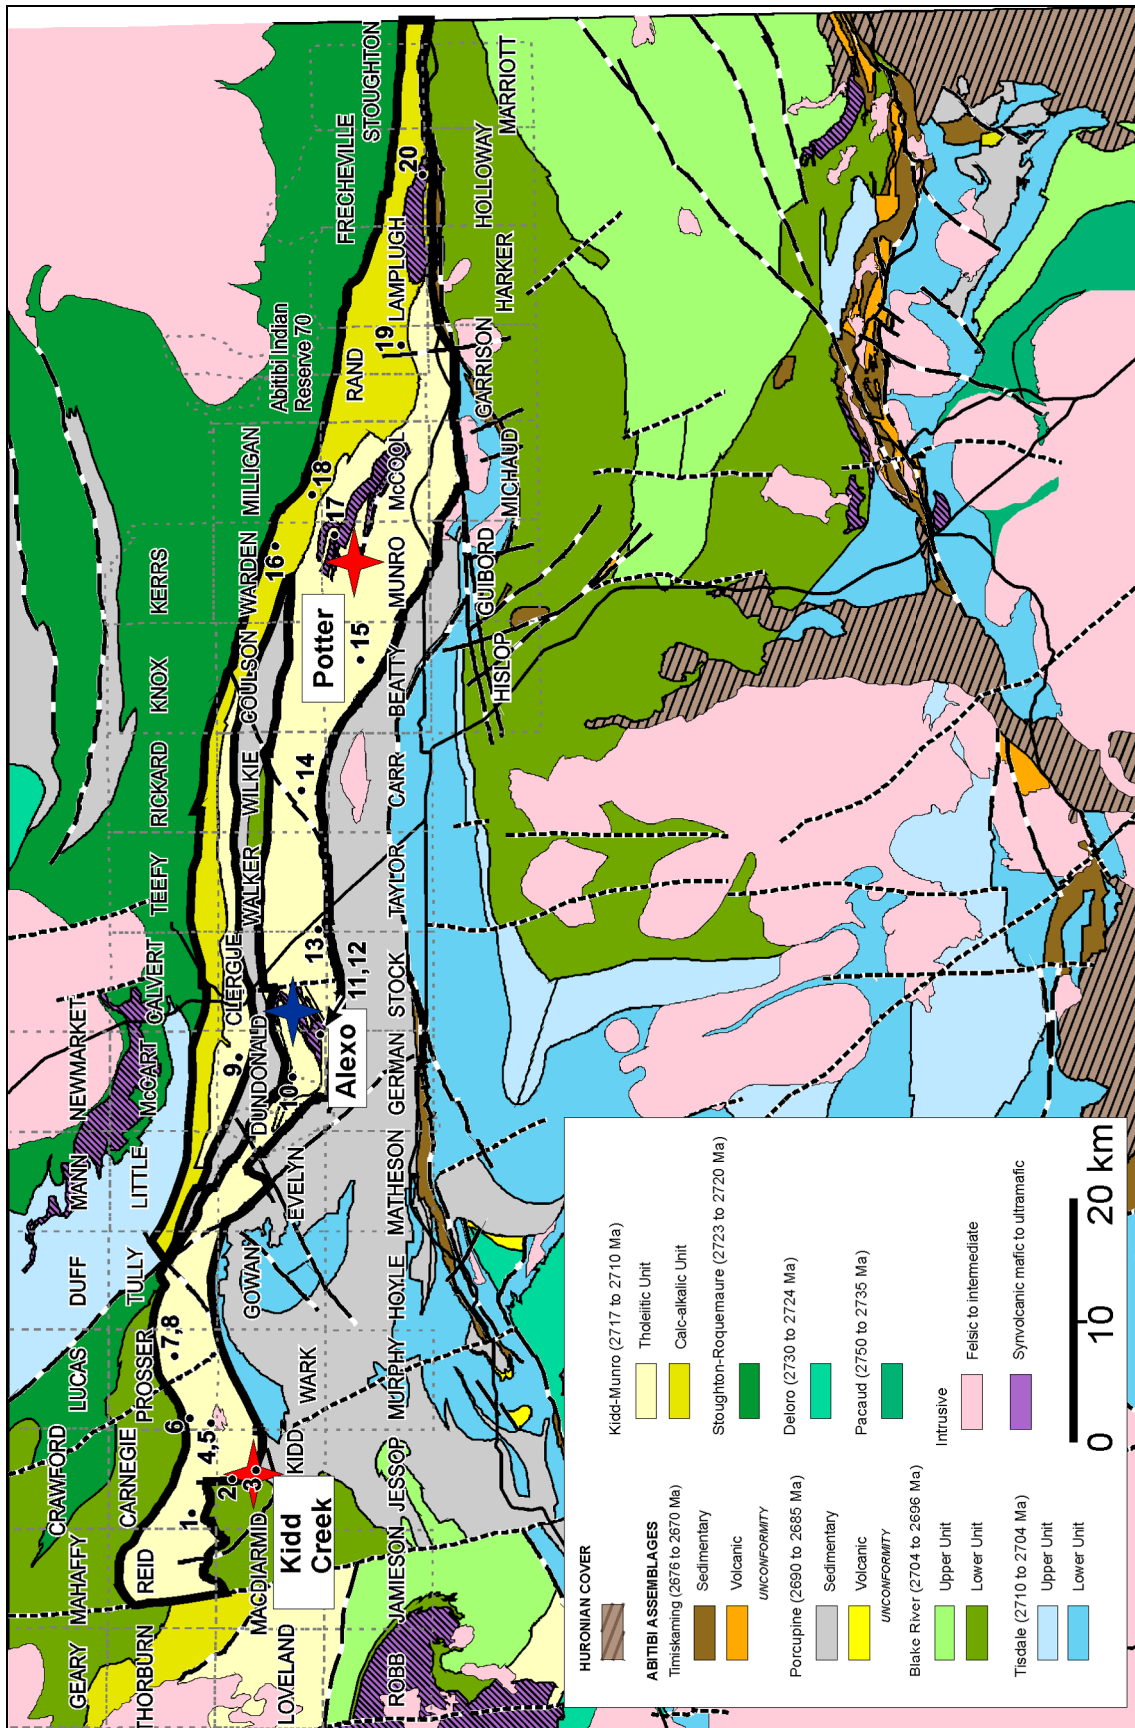 GEARY
MAHAFFY
CRAWFORD
LUCAS
DUFF
MANN
NEWMARKET
THORBURN
REID
CARNEGIE
PROSSER
TULLY
LITTLE
McCART
CALVERT
TEEFY
RICKARD
KNOX
KERRS
Abitibi Indian
Reserve 70
FRECHEVILLE
STOUGHTON
LOVELAND
MACDIARMID
KIDD
WARK
GOWAN
EVELYN
DUNDONALD
CLERGUE
WALKER
WILKIE
COULSON
WARDEN
MILLIGAN
RAND
LAMPLUGH
ROBB
JAMIESON
JESSOP
MURPHY
HOYLE
MATHESON
GERMAN
STOCK
TAYLOR
CARR
BEATTY
MUNRO
McCOOL
HISLOP
GUIBORD
MICHAUD
GARRISON
HARKER
HOLLOWAY
MARRIOTT
1
2
3
4,5
6
7,8
9
10
11,12
13
14
15
16
17
18
19
20
Kidd
Creek
Alexo
Potter
HURONIAN COVER
ABITIBI ASSEMBLAGES
Timiskaming (2676 to 2670 Ma)
Sedimentary
Volcanic
UNCONFORMITY
Porcupine (2690 to 2685 Ma)
Sedimentary
Volcanic
UNCONFORMITY
Blake River (2704 to 2696 Ma)
Upper Unit
Lower Unit
Tisdale (2710 to 2704 Ma)
Upper Unit
Lower Unit
Kidd-Munro (2717 to 2710 Ma)
Tholeiitic Unit
Calc-alkalic Unit
Stoughton-Roquemaure (2723 to 2720 Ma)
Deloro (2730 to 2724 Ma)
Pacaud (2750 to 2735 Ma)
Intrusive
Felsic to intermediate
Synvolcanic mafic to ultramafic
0
10
20 km